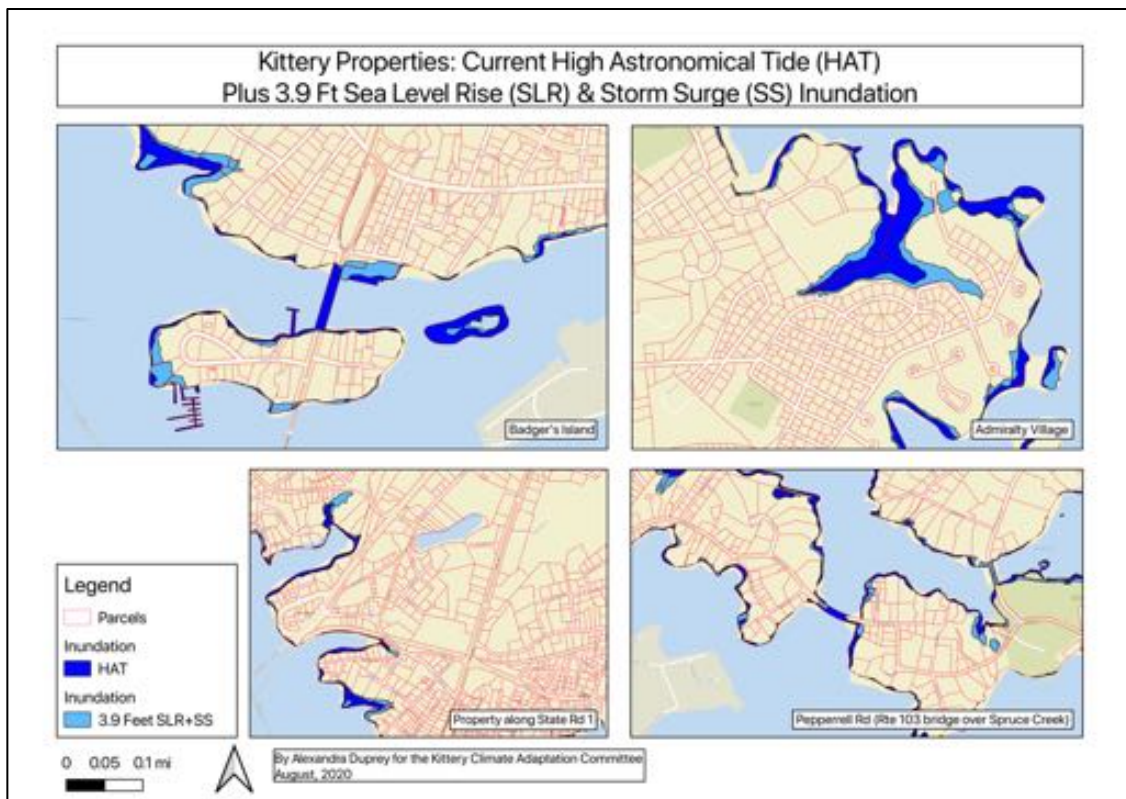 Kittery Properties: Current High Astronomical Tide (HAT)
Plus 3.9 Ft Sea Level Rise (SLR) & Storm Surge (SS) Inundation
Badger's Island
Admiralty Village
Property along State Rd 1
Pepperrell Rd (Rte 103 bridge over Spruce Creek)
Legend
Parcels
Inundation
HAT
Inundation
3.9 Feet SLR+SS
0 0.05 0.1 mi
By Alexandra Duprey for the Kittery Climate Adaptation Committee
August, 2020